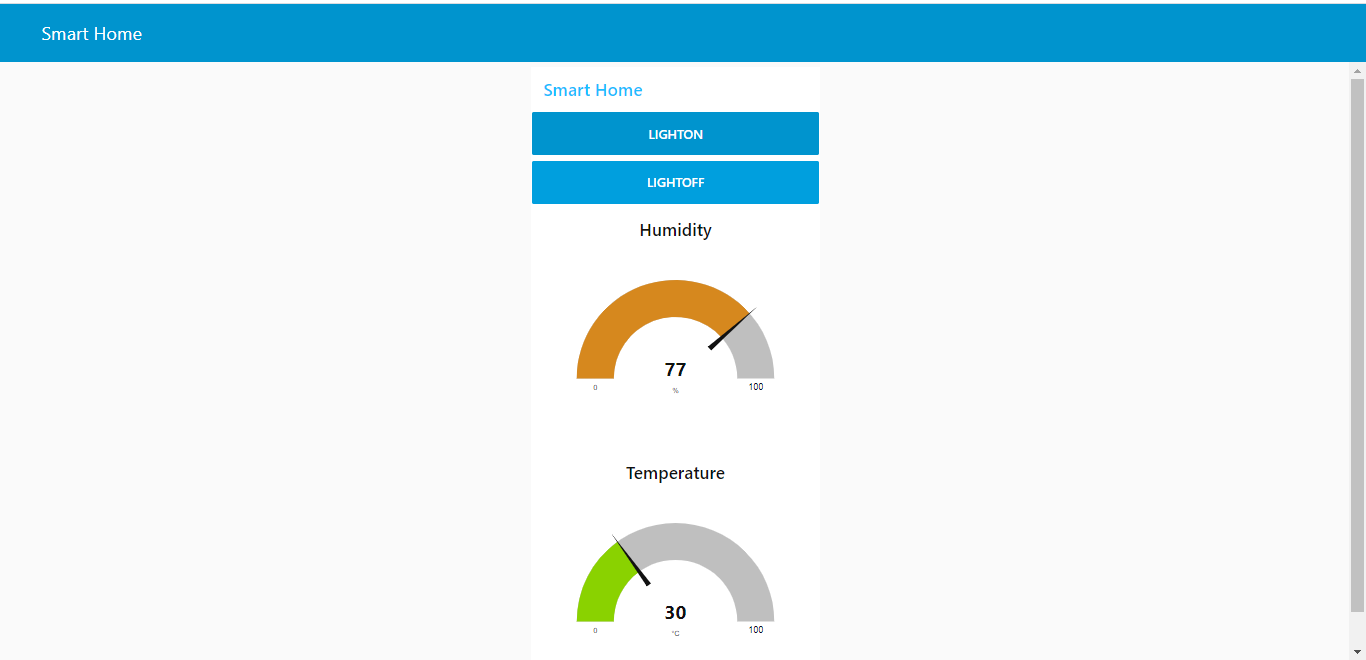 Smart Home
Smart Home
LIGHTON
LIGHTOFF
Humidity
77
0
%
100
Temperature
30
0
°C
100